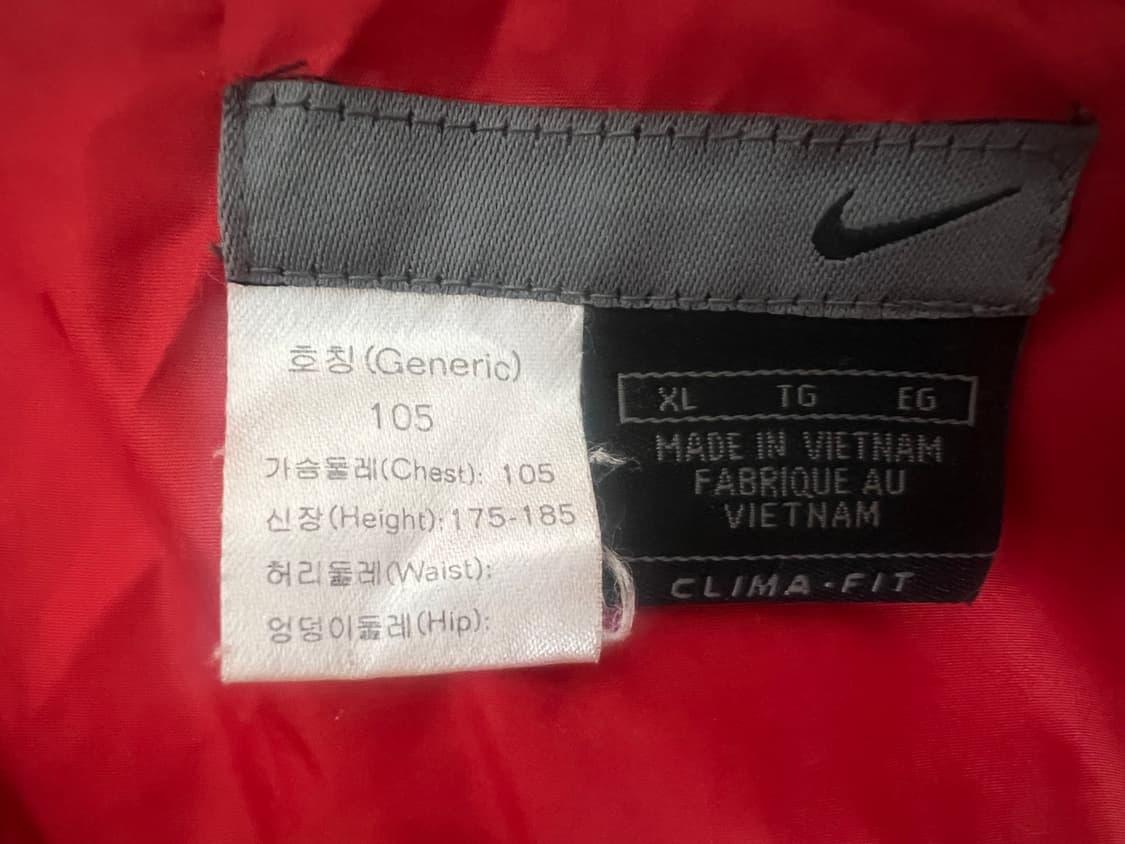 호칭(Generic)
105
가슴둘레(Chest): 105
신장(Height):175-185
허리둘레(Waist):
엉덩이둘레(Hip):
XL TG EG
MADE IN VIETNAM
FABRIQUE AU
VIETNAM
CLIMA·FIT